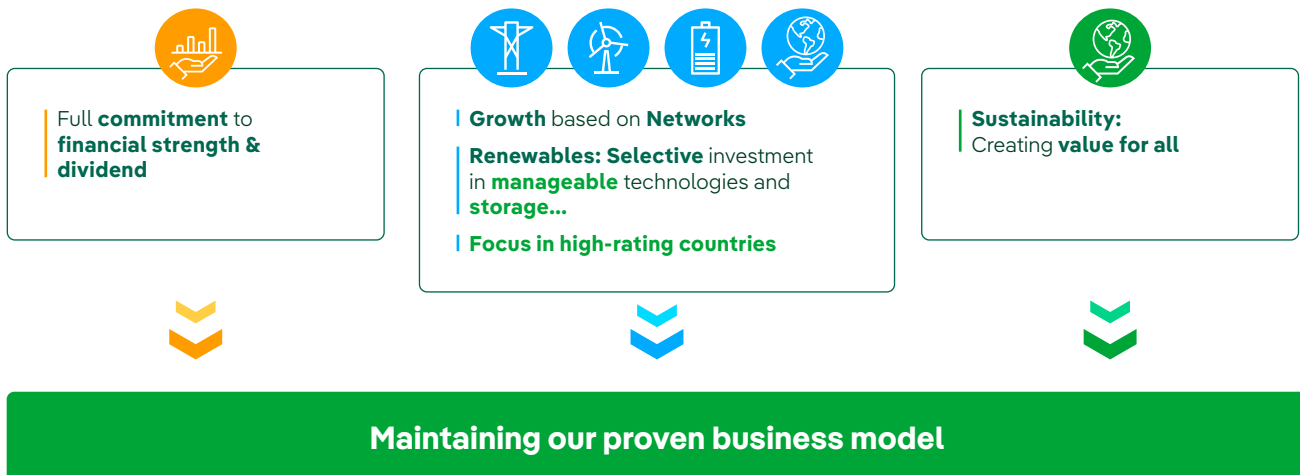 Full commitment to
financial strength &
dividend
Growth based on Networks
Renewables: Selective investment
in manageable technologies and
storage...
Focus in high-rating countries
Sustainability:
Creating value for all
Maintaining our proven business model